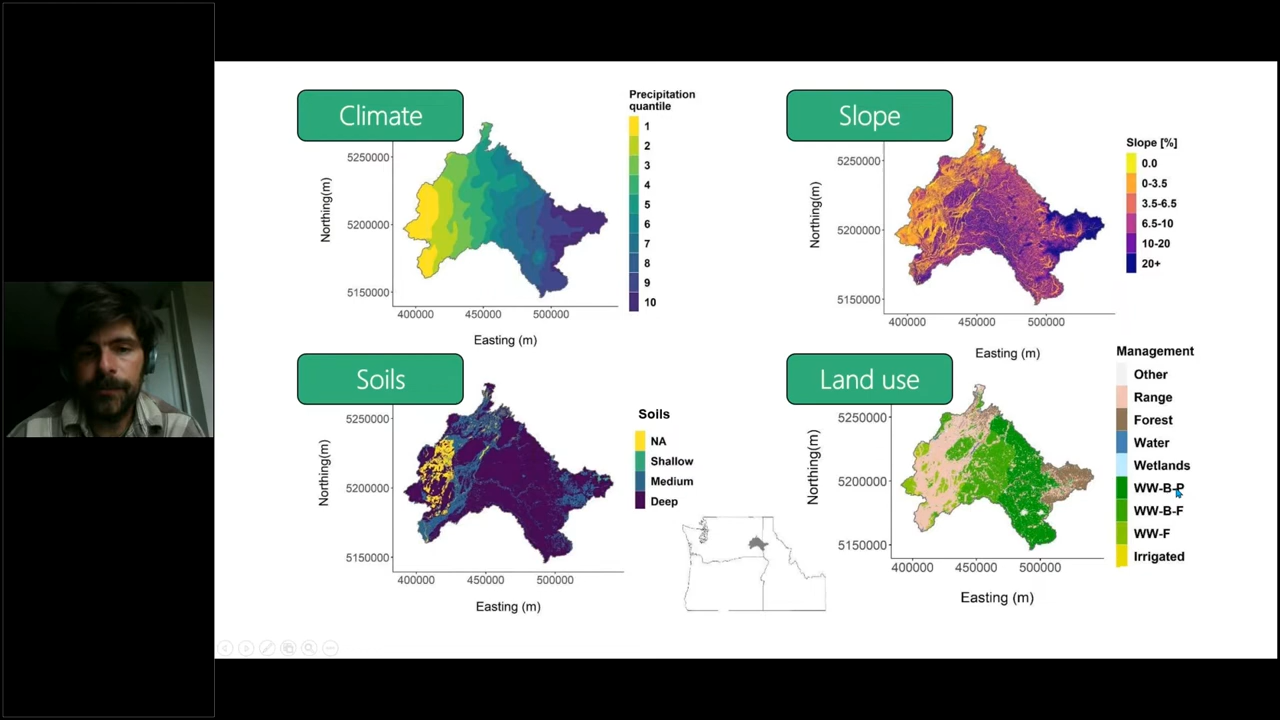 Climate
Precipitation
quantile
1
2
3
4
5
6
7
8
9
10
5250000
5200000
5150000
Northing(m)
400000 450000 500000
Easting (m)
Slope
Slope [%]
0.0
0-3.5
3.5-6.5
6.5-10
10-20
20+
5250000
5200000
5150000
Northing(m)
400000 450000 500000
Easting (m)
Soils
Soils
NA
Shallow
Medium
Deep
5250000
5200000
5150000
Northing(m)
400000 450000 500000
Easting (m)
Land use
Management
Other
Range
Forest
Water
Wetlands
WW-B-P
WW-B-F
WW-F
Irrigated
5250000
5200000
5150000
Northing(m)
400000 450000 500000
Easting (m)